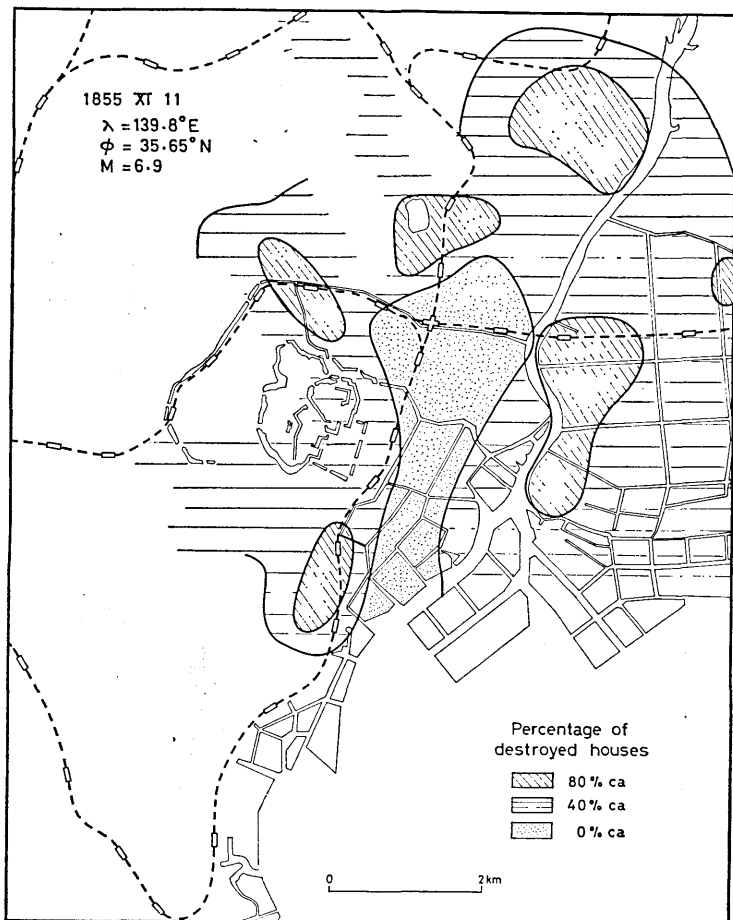 1855 XI 11
λ = 139.8°E
φ = 35.65°N
M = 6.9
Percentage of
destroyed houses
80% ca
40% ca
0% ca
0 2 km